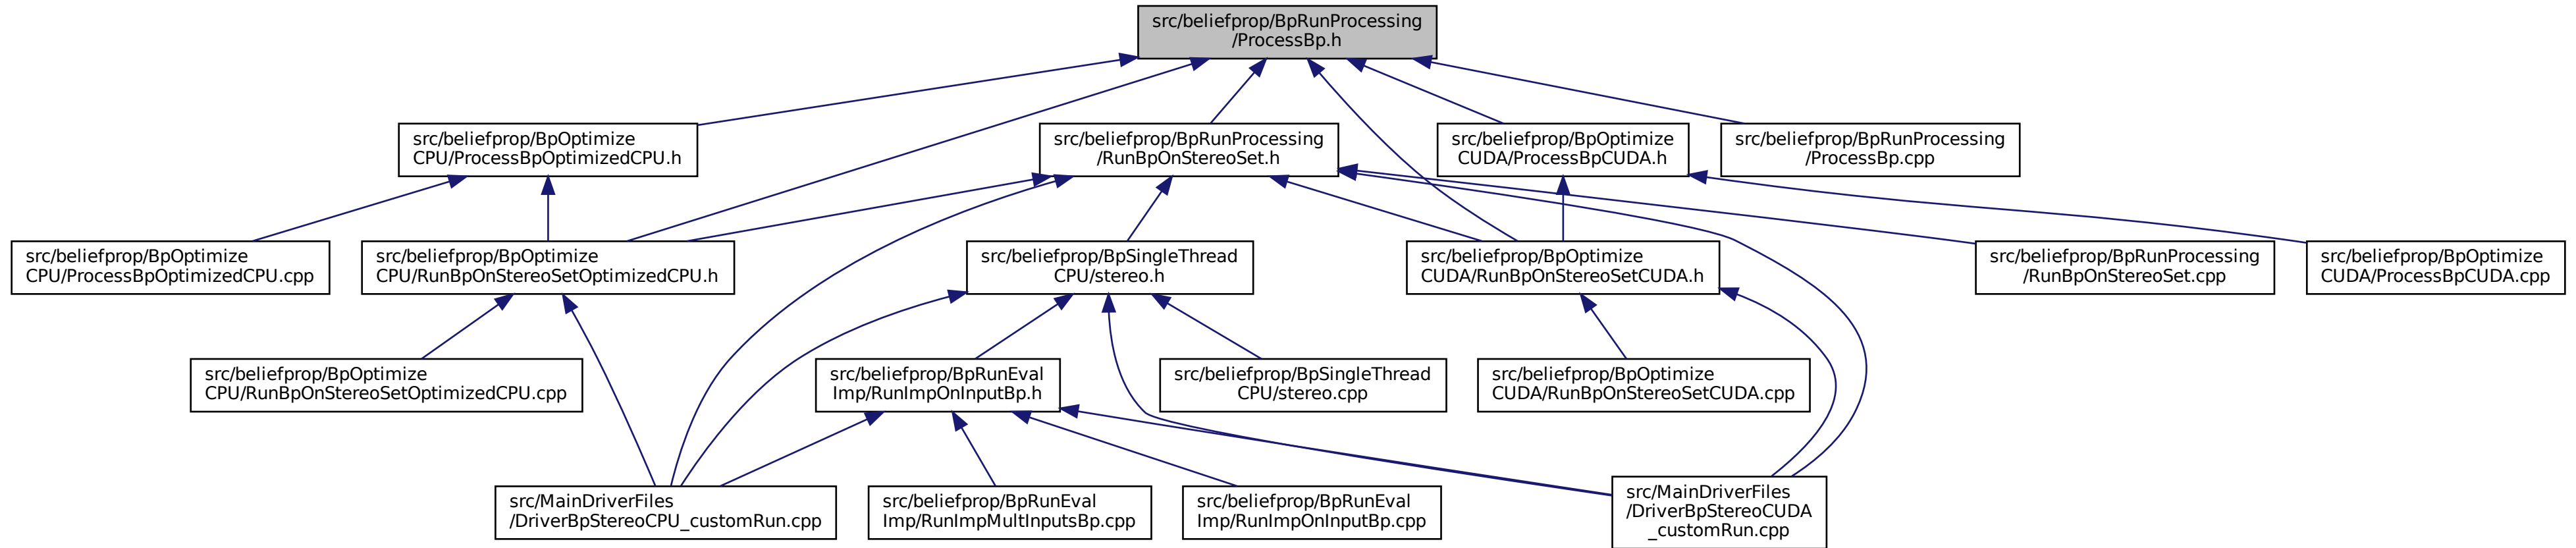 src/beliefprop/BpRunProcessing
/ProcessBp.h
src/beliefprop/BpOptimize
CPU/ProcessBpOptimizedCPU.h
src/beliefprop/BpRunProcessing
/RunBpOnStereoSet.h
src/beliefprop/BpOptimize
CUDA/ProcessBpCUDA.h
src/beliefprop/BpRunProcessing
/ProcessBp.cpp
src/beliefprop/BpOptimize
CPU/ProcessBpOptimizedCPU.cpp
src/beliefprop/BpOptimize
CPU/RunBpOnStereoSetOptimizedCPU.h
src/beliefprop/BpSingleThread
CPU/stereo.h
src/beliefprop/BpOptimize
CUDA/RunBpOnStereoSetCUDA.h
src/beliefprop/BpRunProcessing
/RunBpOnStereoSet.cpp
src/beliefprop/BpOptimize
CUDA/ProcessBpCUDA.cpp
src/beliefprop/BpOptimize
CPU/RunBpOnStereoSetOptimizedCPU.cpp
src/beliefprop/BpRunEval
Imp/RunImpOnInputBp.h
src/beliefprop/BpSingleThread
CPU/stereo.cpp
src/beliefprop/BpOptimize
CUDA/RunBpOnStereoSetCUDA.cpp
src/MainDriverFiles
/DriverBpStereoCPU_customRun.cpp
src/beliefprop/BpRunEval
Imp/RunImpMultInputsBp.cpp
src/beliefprop/BpRunEval
Imp/RunImpOnInputBp.cpp
src/MainDriverFiles
/DriverBpStereoCUDA
_customRun.cpp